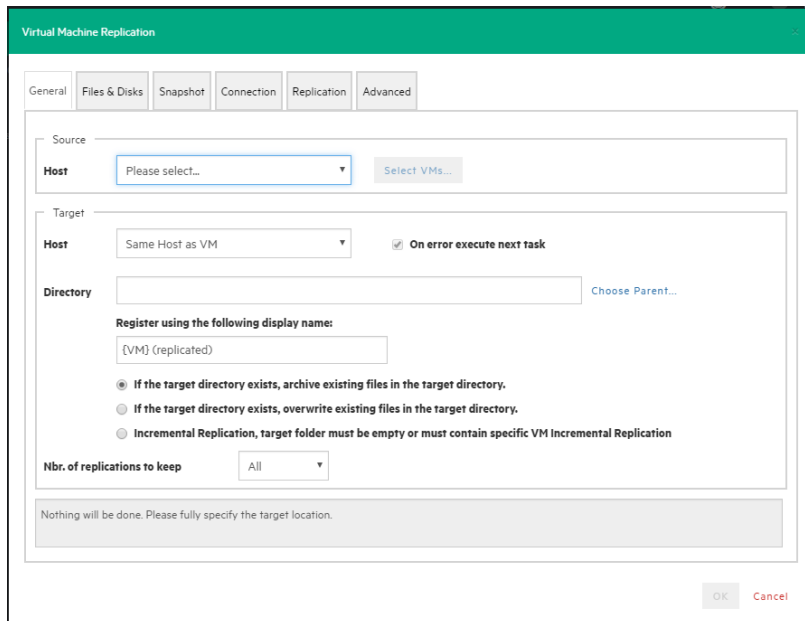 Virtual Machine Replication
General
Files & Disks
Snapshot
Connection
Replication
Advanced
Source
Host
Please select...
Select VMs...
Target
Host
Same Host as VM
On error execute next task
Directory
Choose Parent...
Register using the following display name:
{VM} (replicated)
If the target directory exists, archive existing files in the target directory.
If the target directory exists, overwrite existing files in the target directory.
Incremental Replication, target folder must be empty or must contain specific VM Incremental Replication
Nbr. of replications to keep
All
Nothing will be done. Please fully specify the target location.
OK
Cancel